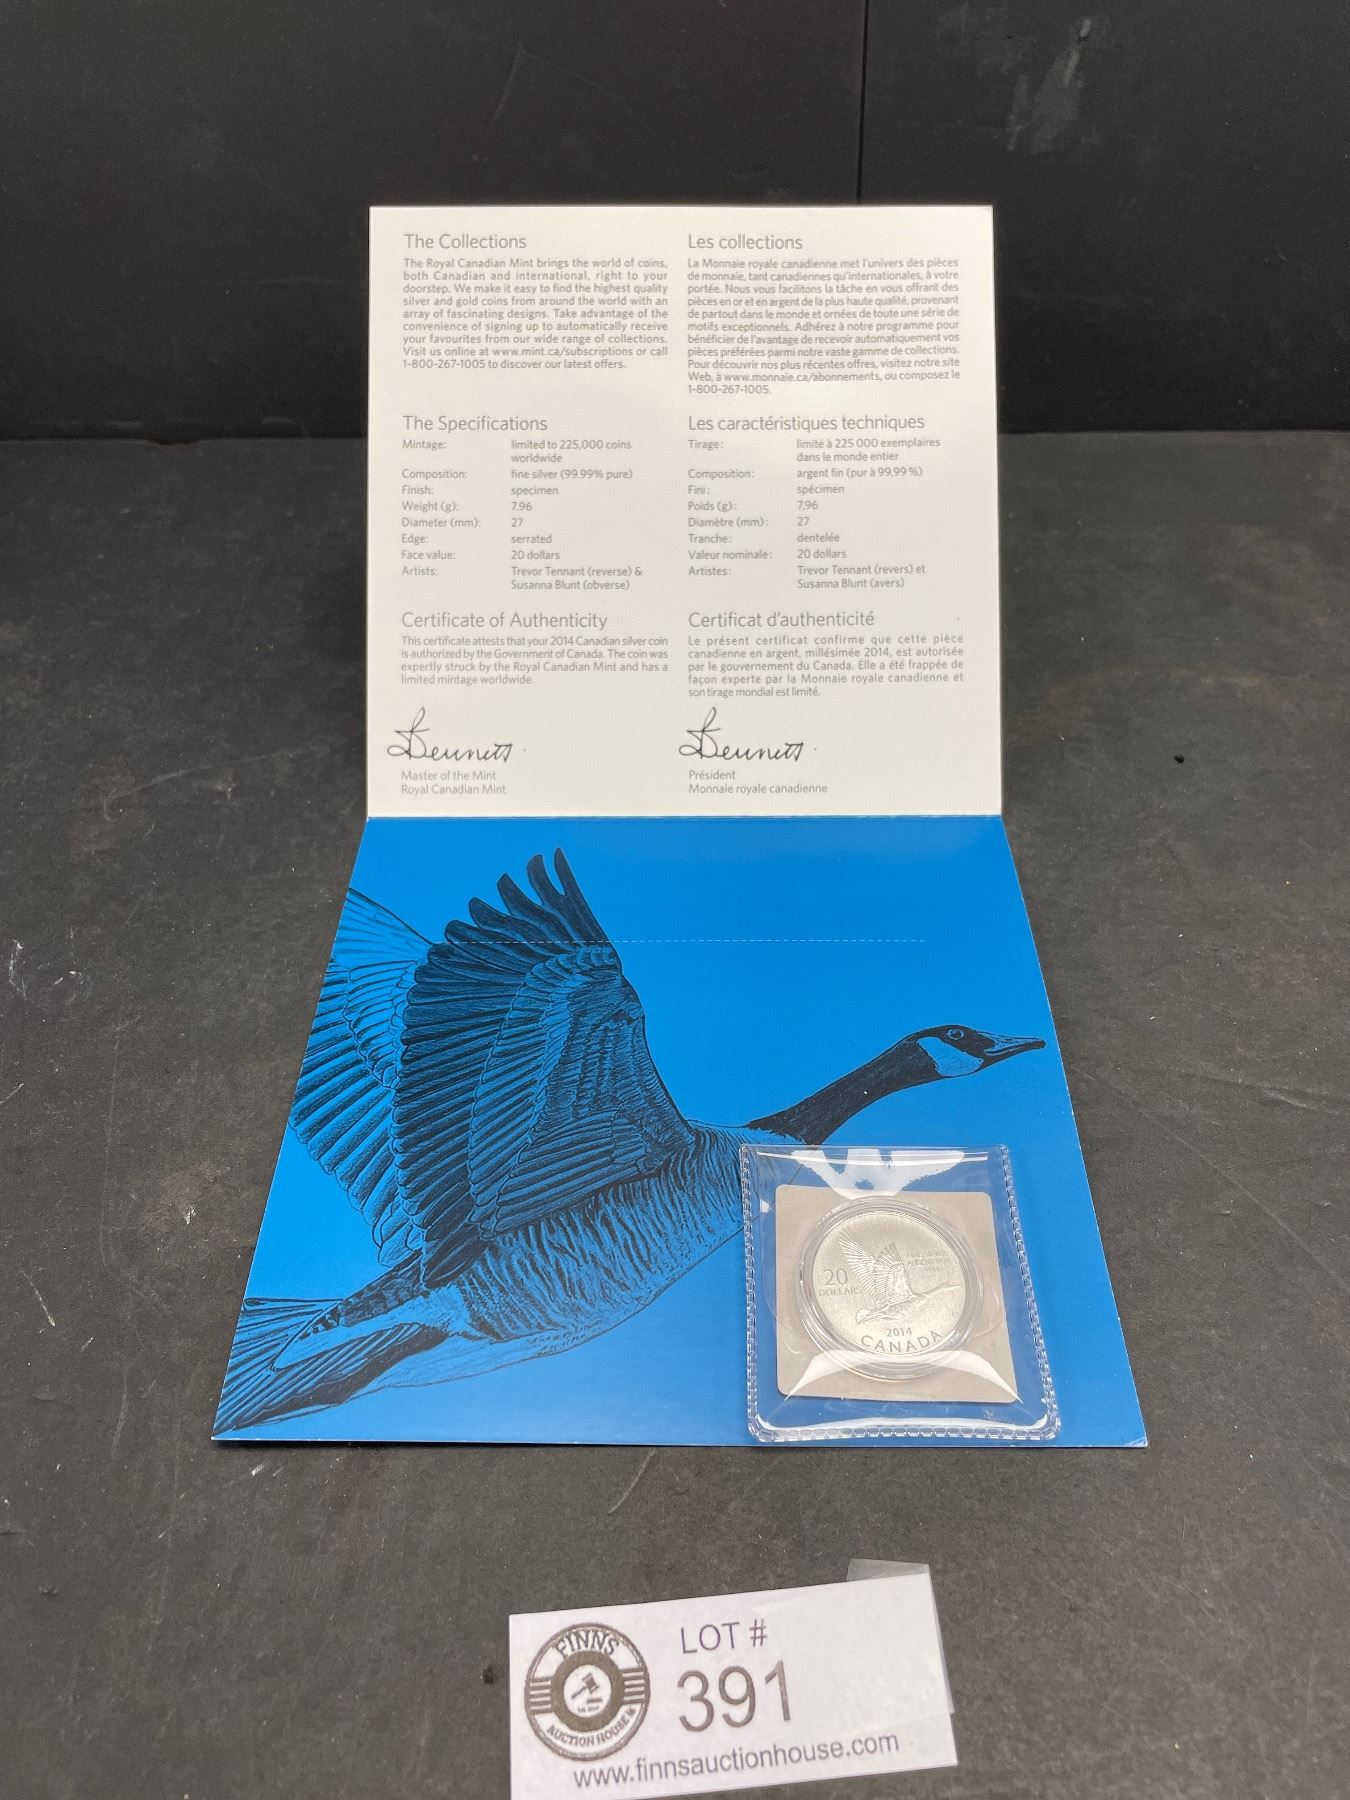 The Collections
The Royal Canadian Mint brings the world of coins,
both Canadian and international, right to your
doorstep. We make it easy to find the highest quality
silver and gold coins from around the world with an
array of fascinating designs. Take advantage of the
convenience of signing up to automatically receive
your favourites from our wide range of collections.
Visit us online at www.mint.ca/subscriptions or call
1-800-267-1005 to discover our latest offers.
The Specifications
Mintage: limited to 225,000 coins
worldwide
Composition: fine silver (99.99% pure)
Finish: specimen
Weight (g): 7.96
Diameter (mm): 27
Edge: serrated
Face value: 20 dollars
Artists: Trevor Tennant (reverse) &
Susanna Blunt (obverse)
Certificate of Authenticity
This certificate attests that your 2014 Canadian silver coin
is authorized by the Government of Canada. The coin was
expertly struck by the Royal Canadian Mint and has a
limited mintage worldwide.
Bennett
Master of the Mint
Royal Canadian Mint
Les collections
La Monnaie royale canadienne met l'univers des pièces
de monnaie, tant canadiennes qu'internationales, à votre
portée. Nous vous facilitons la tâche en vous offrant des
pièces en or et en argent de la plus haute qualité, provenant
de partout dans le monde et ornées de toute une série de
motifs exceptionnels. Adhérez à notre programme pour
bénéficier de l'avantage de recevoir automatiquement vos
pièces préférées parmi notre vaste gamme de collections.
Pour découvrir nos plus récentes offres, visitez notre site
Web, à www.monnaie.ca/abonnements, ou composez le
1-800-267-1005.
Les caractéristiques techniques
Tirage: limité à 225 000 exemplaires
dans le monde entier
Composition: argent fin (pur à 99,99 %)
Fini: spécimen
Poids (g): 7,96
Diamètre (mm): 27
Tranche: dentelée
Valeur nominale: 20 dollars
Artistes: Trevor Tennant (revers) et
Susanna Blunt (avers)
Certificat d'authenticité
Le présent certificat confirme que cette pièce
canadienne en argent, millésimée 2014, est autorisée
par le gouvernement du Canada. Elle a été frappée de
façon experte par la Monnaie royale canadienne et
son tirage mondial est limité.
Bennett
Président
Monnaie royale canadienne
20
DOLLARS
2014
CANADA
FINNS
AUCTION HOUSE
LOT #
391
www.finnsauctionhouse.com